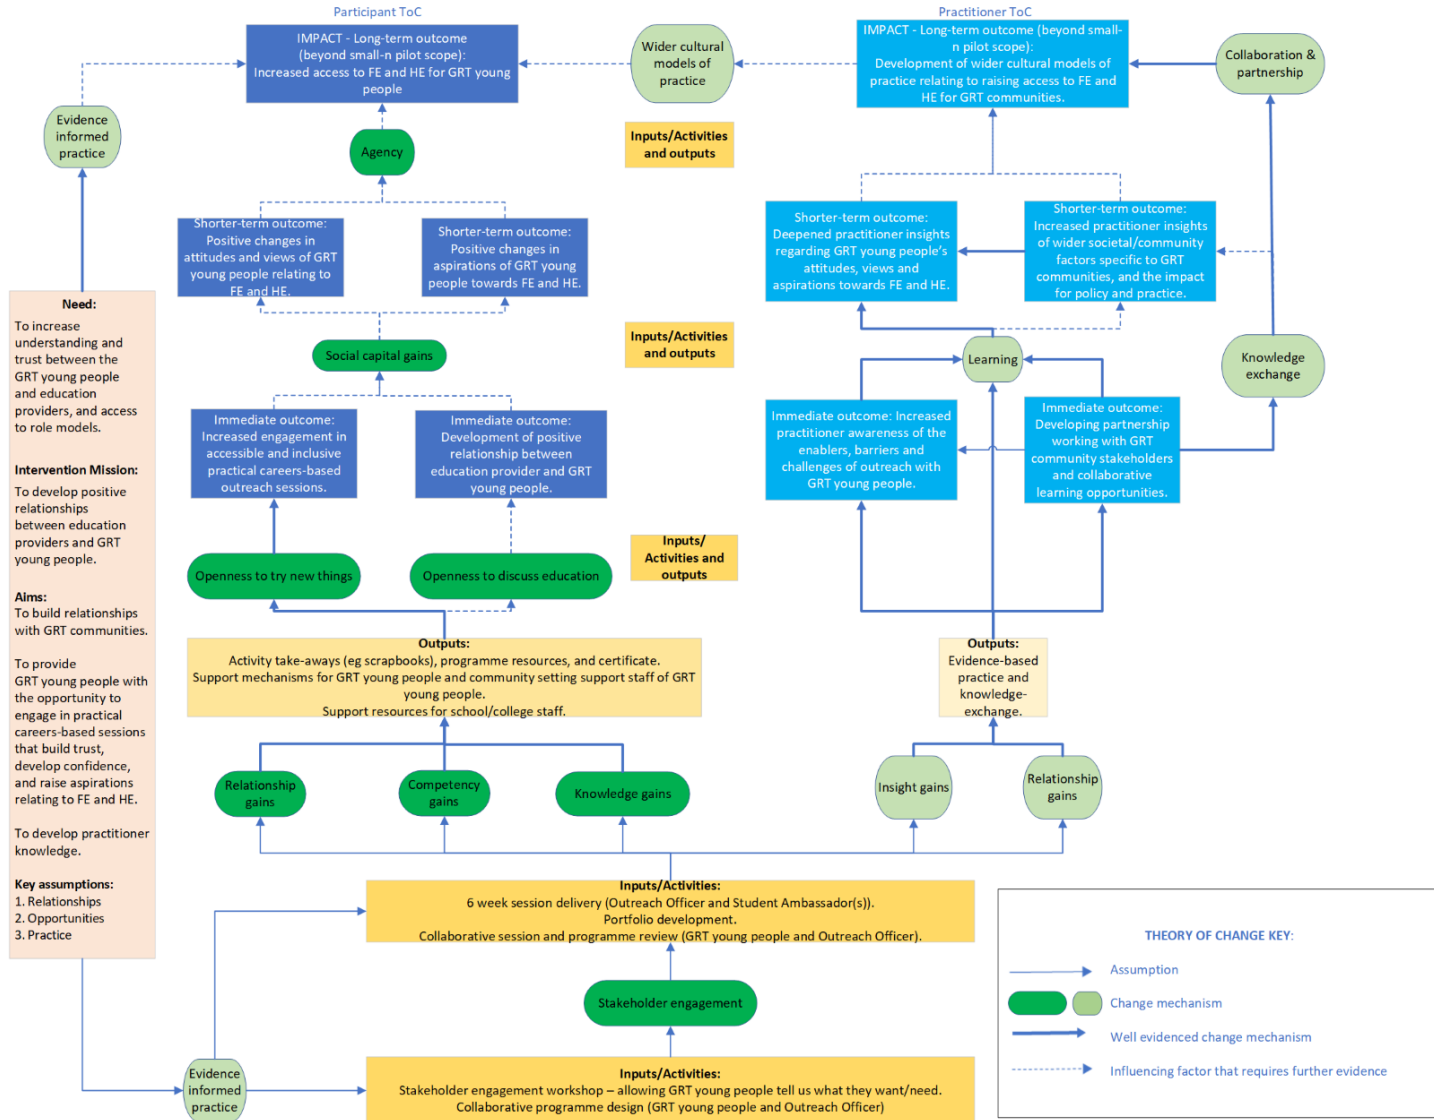 Participant ToC
Practitioner ToC
IMPACT - Long-term outcome
(beyond small-n pilot scope):
Increased access to FE and HE for GRT young
people
Wider cultural
models of
practice
IMPACT - Long-term outcome (beyond small-
n pilot scope):
Development of wider cultural models of
practice relating to raising access to FE and
HE for GRT communities.
Collaboration &
partnership
Evidence
informed
practice
Agency
Inputs/Activities
and outputs
Shorter-term outcome:
Positive changes in
attitudes and views of GRT
young people relating to
FE and HE.
Shorter-term outcome:
Positive changes in
aspirations of GRT young
people towards FE and HE.
Shorter-term outcome:
Deepened practitioner insights
regarding GRT young people's
attitudes, views and
aspirations towards FE and HE.
Shorter-term outcome:
Increased practitioner insights
of wider societal/community
factors specific to GRT
communities, and the impact
for policy and practice.
Need:
To increase
understanding and
trust between the
GRT young people
and education
providers, and access
to role models.
Intervention Mission:
To develop positive
relationships
between education
providers and GRT
young people.
Aims:
To build relationships
with GRT communities.
To provide
GRT young people with
the opportunity to
engage in practical
careers-based sessions
that build trust,
develop confidence,
and raise aspirations
relating to FE and HE.
To develop practitioner
knowledge.
Key assumptions:
1. Relationships
2. Opportunities
3. Practice
Social capital gains
Inputs/Activities
and outputs
Learning
Knowledge
exchange
Immediate outcome:
Increased engagement in
accessible and inclusive
practical careers-based
outreach sessions.
Immediate outcome:
Development of positive
relationship between
education provider and GRT
young people.
Immediate outcome: Increased
practitioner awareness of the
enablers, barriers and
challenges of outreach with
GRT young people.
Immediate outcome:
Developing partnership
working with GRT
community stakeholders
and collaborative
learning opportunities.
Openness to try new things
Openness to discuss education
Inputs/
Activities and
outputs
Outputs:
Activity take-aways (eg scrapbooks), programme resources, and certificate.
Support mechanisms for GRT young people and community setting support staff of GRT
young people.
Support resources for school/college staff.
Outputs:
Evidence-based
practice and
knowledge-
exchange.
Relationship
gains
Competency
gains
Knowledge gains
Insight gains
Relationship
gains
Inputs/Activities:
6 week session delivery (Outreach Officer and Student Ambassador(s)).
Portfolio development.
Collaborative session and programme review (GRT young people and Outreach Officer).
Stakeholder engagement
Evidence
informed
practice
Inputs/Activities:
Stakeholder engagement workshop – allowing GRT young people tell us what they want/need.
Collaborative programme design (GRT young people and Outreach Officer)
THEORY OF CHANGE KEY:
Assumption
Change mechanism
Well evidenced change mechanism
Influencing factor that requires further evidence